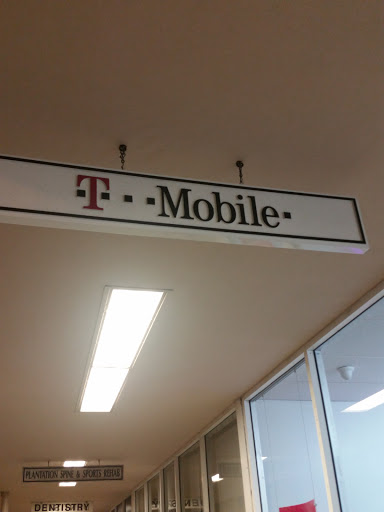 T Mobile
PLANTATION SPINE & SPORTS REHAB
DENTISTRY